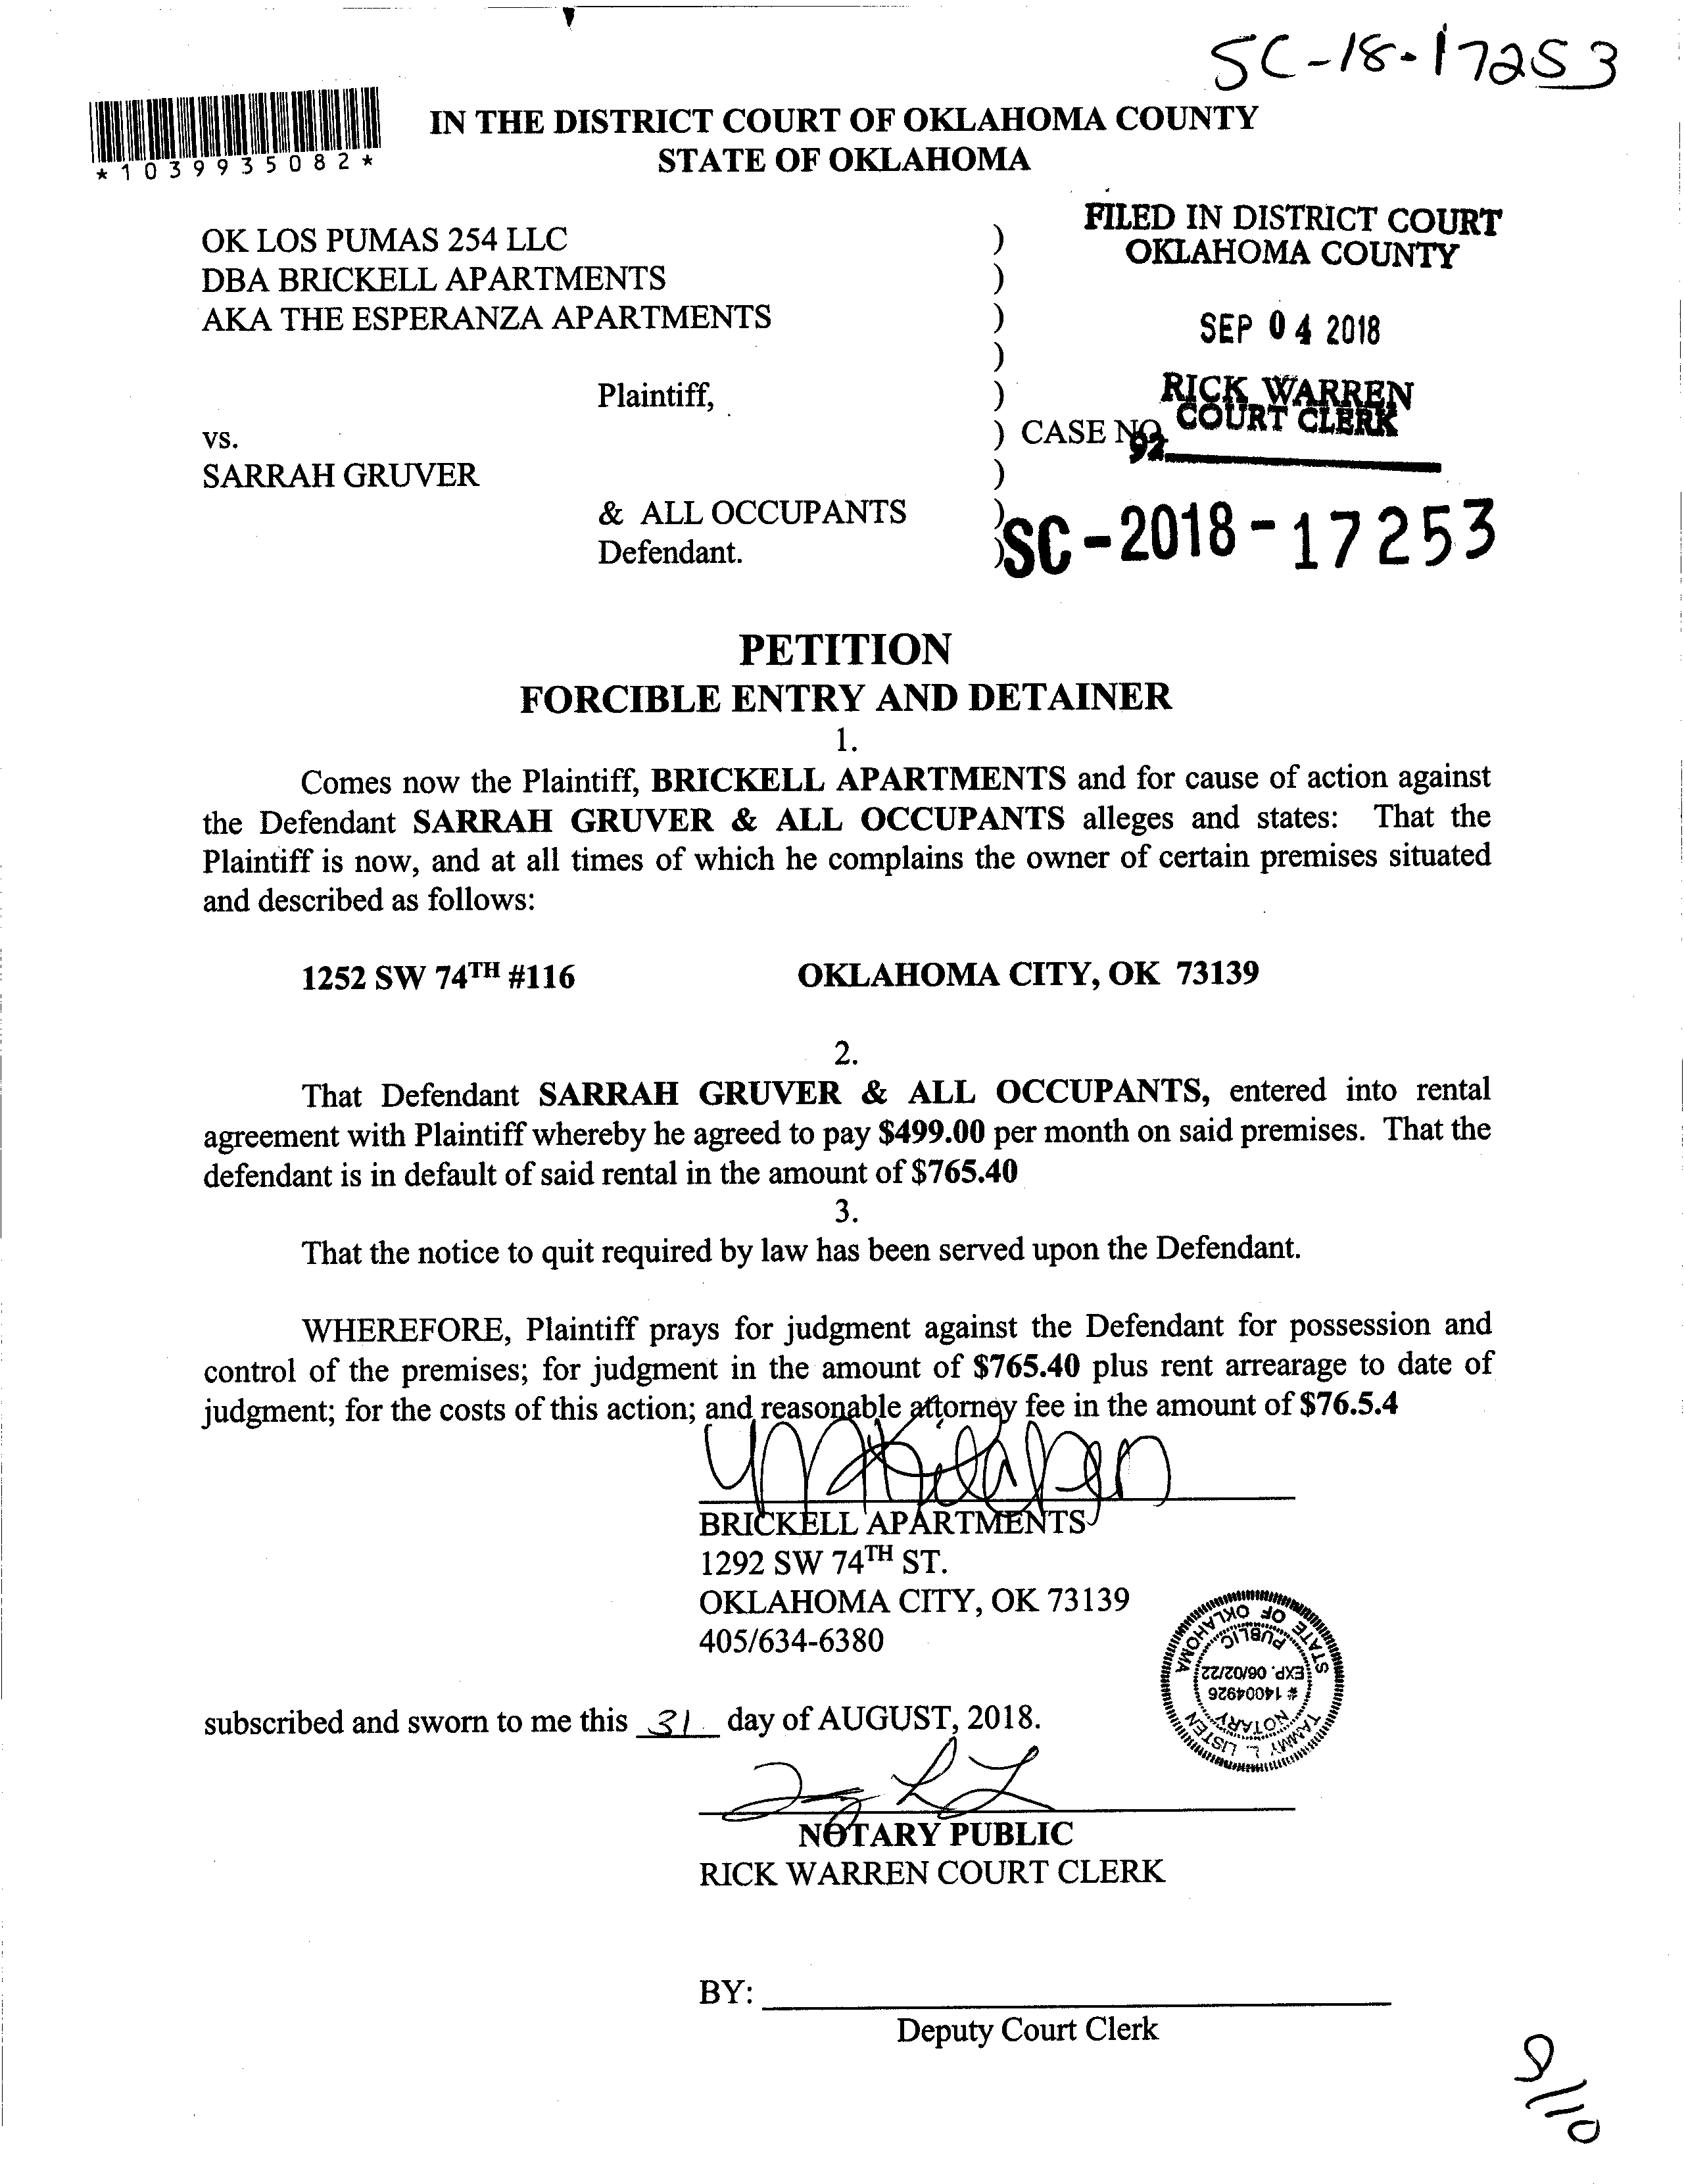 SC-18-17253
*1039935082*
IN THE DISTRICT COURT OF OKLAHOMA COUNTY
STATE OF OKLAHOMA
FILED IN DISTRICT COURT
OKLAHOMA COUNTY
SEP 04 2018
RICK WARREN
COURT CLERK
92
OK LOS PUMAS 254 LLC )
DBA BRICKELL APARTMENTS )
AKA THE ESPERANZA APARTMENTS )
)
Plaintiff, )
vs. ) CASE NO.
SARRAH GRUVER )
& ALL OCCUPANTS )
Defendant. )
SC-2018-17253
PETITION
FORCIBLE ENTRY AND DETAINER
1.
Comes now the Plaintiff, BRICKELL APARTMENTS and for cause of action against
the Defendant SARRAH GRUVER & ALL OCCUPANTS alleges and states: That the
Plaintiff is now, and at all times of which he complains the owner of certain premises situated
and described as follows:
1252 SW 74TH #116 OKLAHOMA CITY, OK 73139
2.
That Defendant SARRAH GRUVER & ALL OCCUPANTS, entered into rental
agreement with Plaintiff whereby he agreed to pay $499.00 per month on said premises. That the
defendant is in default of said rental in the amount of $765.40
3.
That the notice to quit required by law has been served upon the Defendant.
WHEREFORE, Plaintiff prays for judgment against the Defendant for possession and
control of the premises; for judgment in the amount of $765.40 plus rent arrearage to date of
judgment; for the costs of this action; and reasonable attorney fee in the amount of $76.5.4
BRICKELL APARTMENTS
1292 SW 74TH ST.
OKLAHOMA CITY, OK 73139
405/634-6380
TAMMY L. LISTEN
NOTARY
# 14004926
EXP. 06/02/22
PUBLIC
STATE OF OKLAHOMA
subscribed and sworn to me this 31 day of AUGUST, 2018.
NOTARY PUBLIC
RICK WARREN COURT CLERK
BY:
Deputy Court Clerk